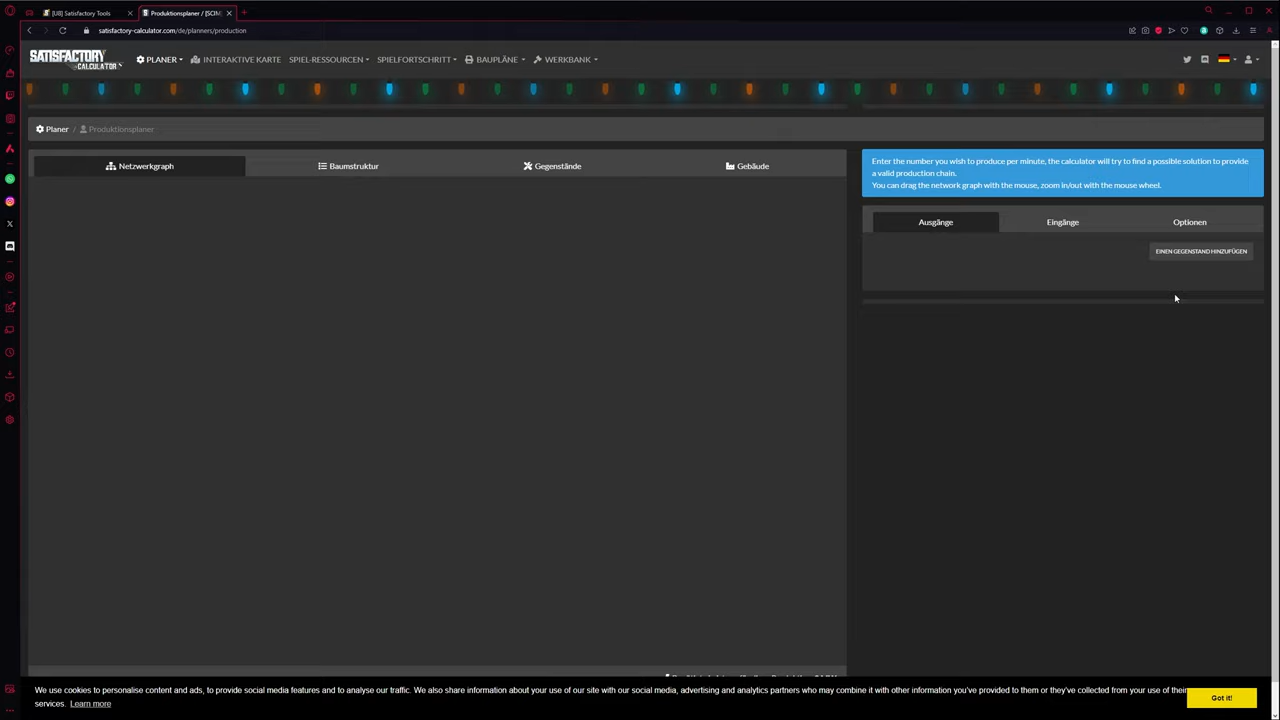 [U8] Satisfactory Tools
Produktionsplaner / [SCIM]
satisfactory-calculator.com/de/planners/production
SATISFACTORY
CALCULATOR
PLANER
INTERAKTIVE KARTE
SPIEL-RESSOURCEN
SPIELFORTSCHRITT
BAUPLÄNE
WERKBANK
Planer / Produktionsplaner
Netzwerkgraph
Baumstruktur
Gegenstände
Gebäude
Enter the number you wish to produce per minute, the calculator will try to find a possible solution to provide
a valid production chain.
You can drag the network graph with the mouse, zoom in/out with the mouse wheel.
Ausgänge
Eingänge
Optionen
EINEN GEGENSTAND HINZUFÜGEN
We use cookies to personalise content and ads, to provide social media features and to analyse our traffic. We also share information about your use of our site with our social media, advertising and analytics partners who may combine it with other information you've provided to them or they've collected from your use of their
services. Learn more
Got it!